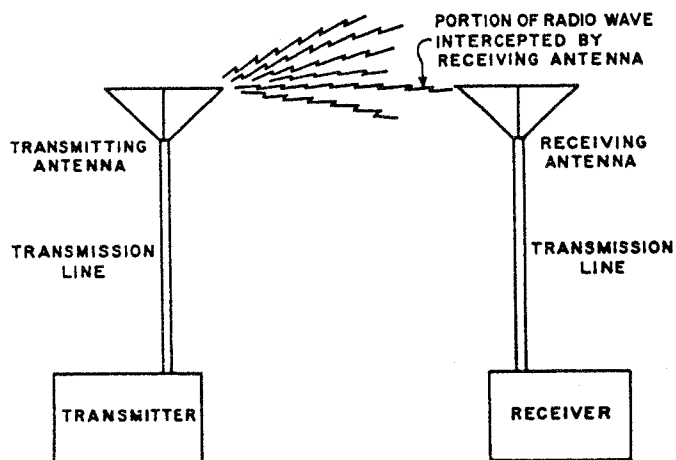 PORTION OF RADIO WAVE
INTERCEPTED BY
RECEIVING ANTENNA
TRANSMITTING
ANTENNA
RECEIVING
ANTENNA
TRANSMISSION
LINE
TRANSMISSION
LINE
TRANSMITTER
RECEIVER